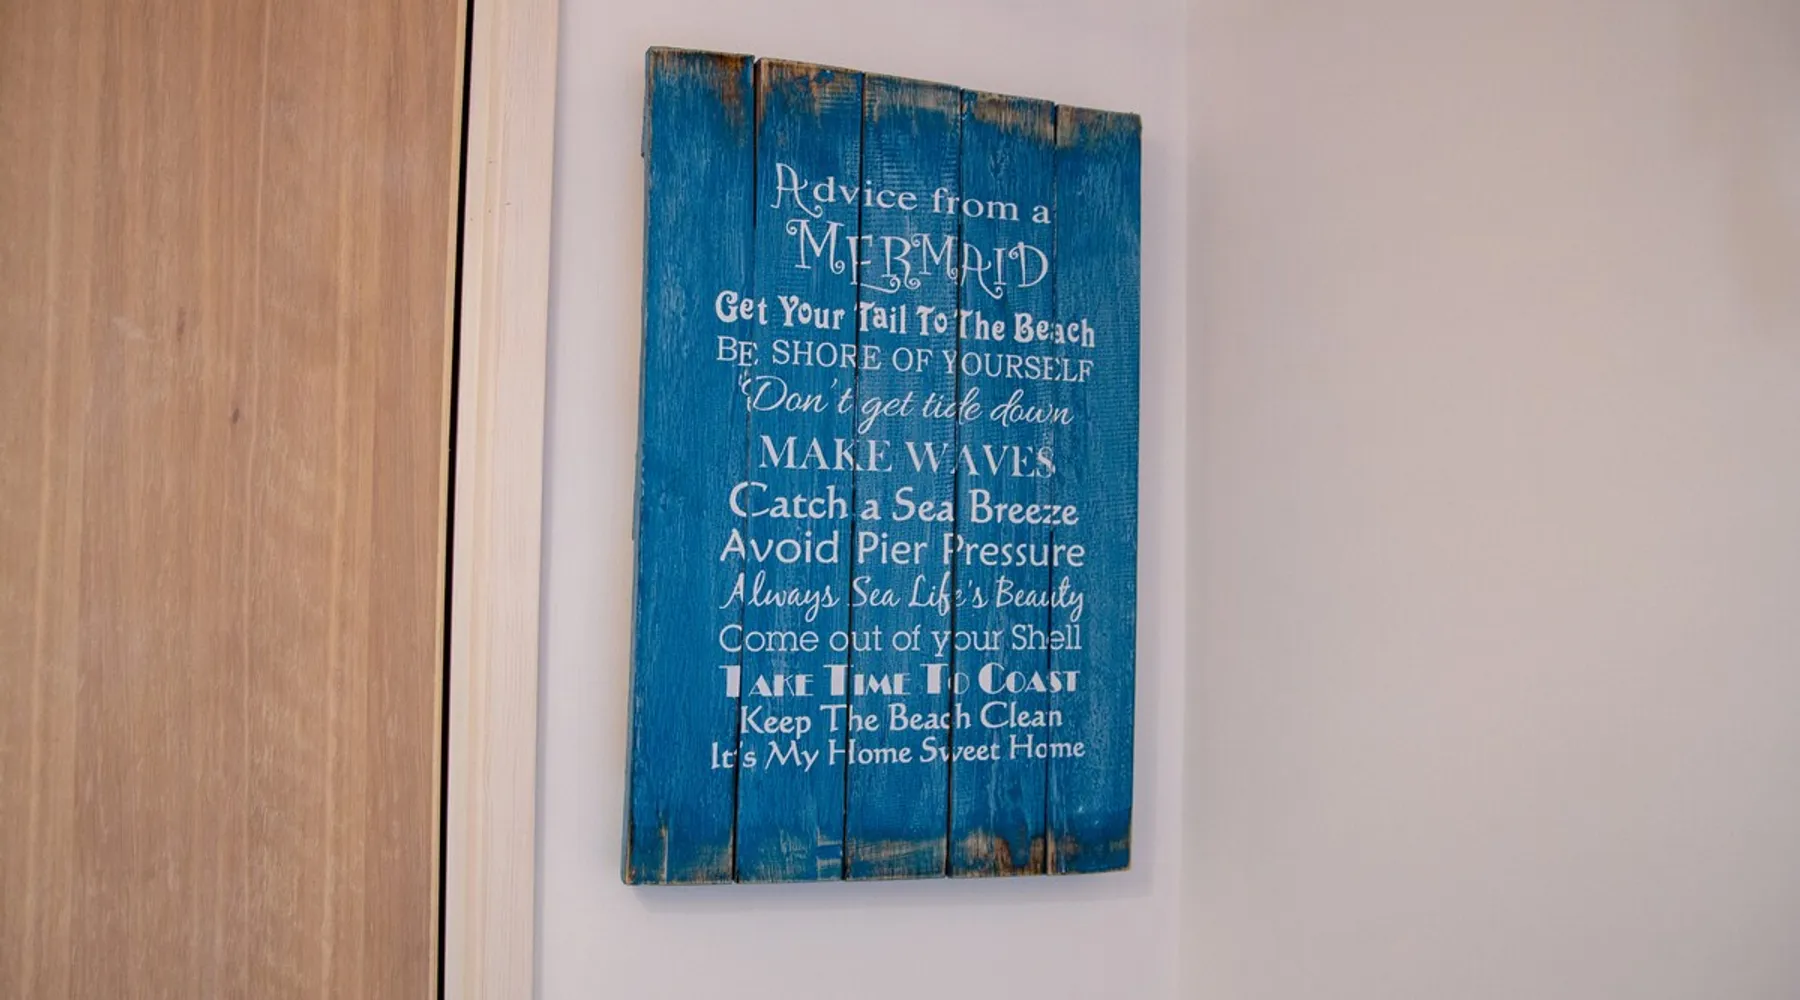 Advice from a
MERMAID
Get Your Tail To The Beach
BE SHORE OF YOURSELF
Don't get tide down
MAKE WAVES
Catch a Sea Breeze
Avoid Pier Pressure
Always Sea Life's Beauty
Come out of your Shell
TAKE TIME TO COAST
Keep The Beach Clean
It's My Home Sweet Home